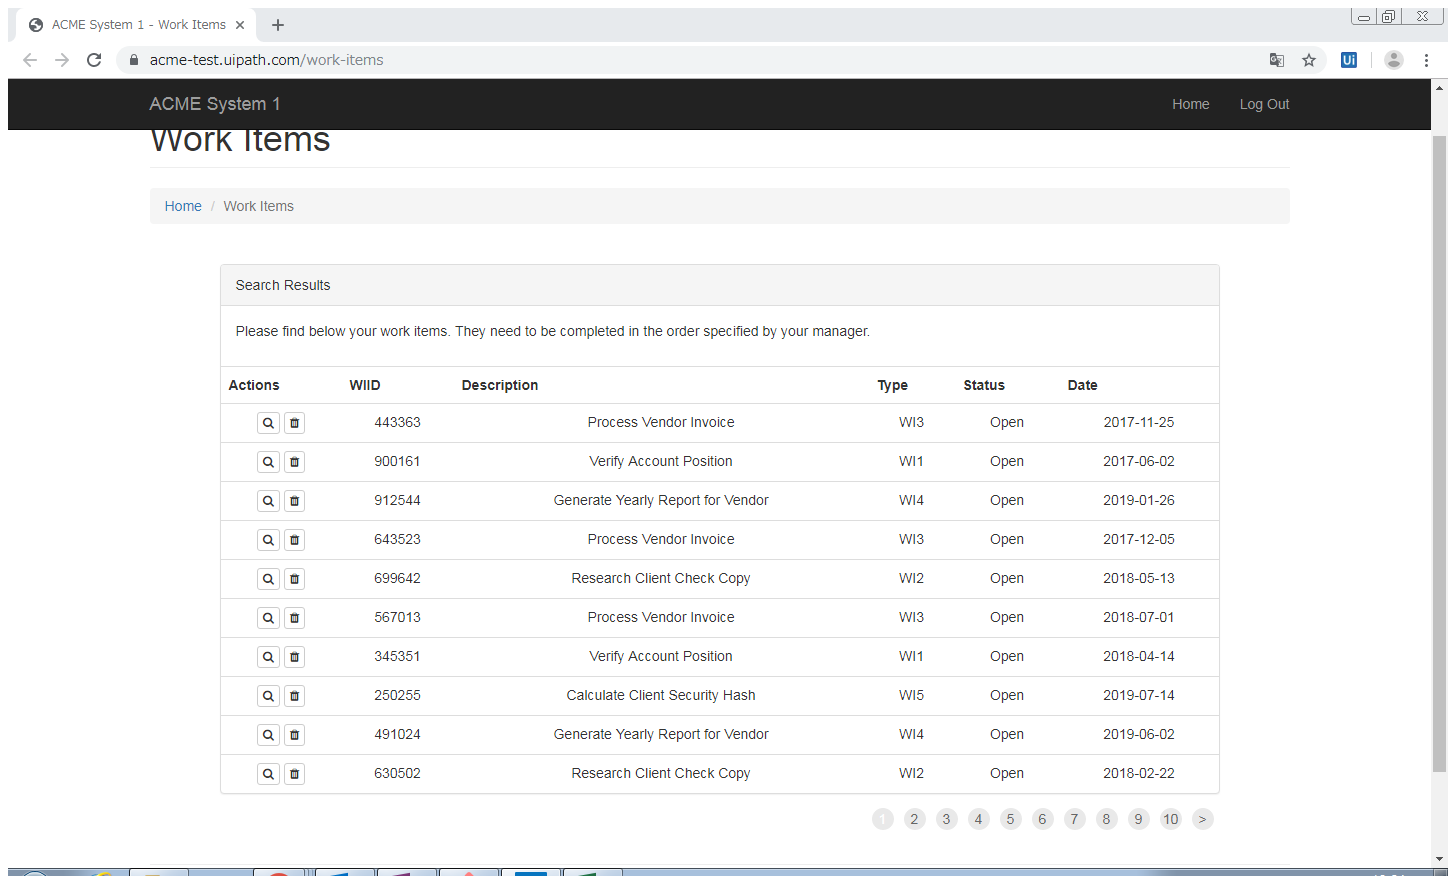 ACME System 1 - Work Items
acme-test.uipath.com/work-items
Ui
ACME System 1 Home Log Out
Work Items
Home / Work Items
Search Results
Please find below your work items. They need to be completed in the order specified by your manager.
Actions WIID Description Type Status Date
443363 Process Vendor Invoice WI3 Open 2017-11-25
900161 Verify Account Position WI1 Open 2017-06-02
912544 Generate Yearly Report for Vendor WI4 Open 2019-01-26
643523 Process Vendor Invoice WI3 Open 2017-12-05
699642 Research Client Check Copy WI2 Open 2018-05-13
567013 Process Vendor Invoice WI3 Open 2018-07-01
345351 Verify Account Position WI1 Open 2018-04-14
250255 Calculate Client Security Hash WI5 Open 2019-07-14
491024 Generate Yearly Report for Vendor WI4 Open 2019-06-02
630502 Research Client Check Copy WI2 Open 2018-02-22
1 2 3 4 5 6 7 8 9 10 >